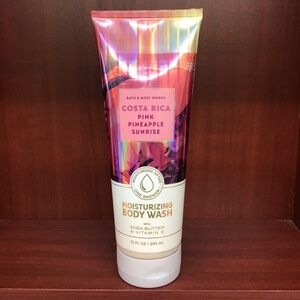 BATH & BODY WORKS
COSTA RICA
PINK
PINEAPPLE
SUNRISE
MOISTURIZING
BODY WASH
WITH
SHEA BUTTER
+ VITAMIN E
10 FL OZ / 295 mL